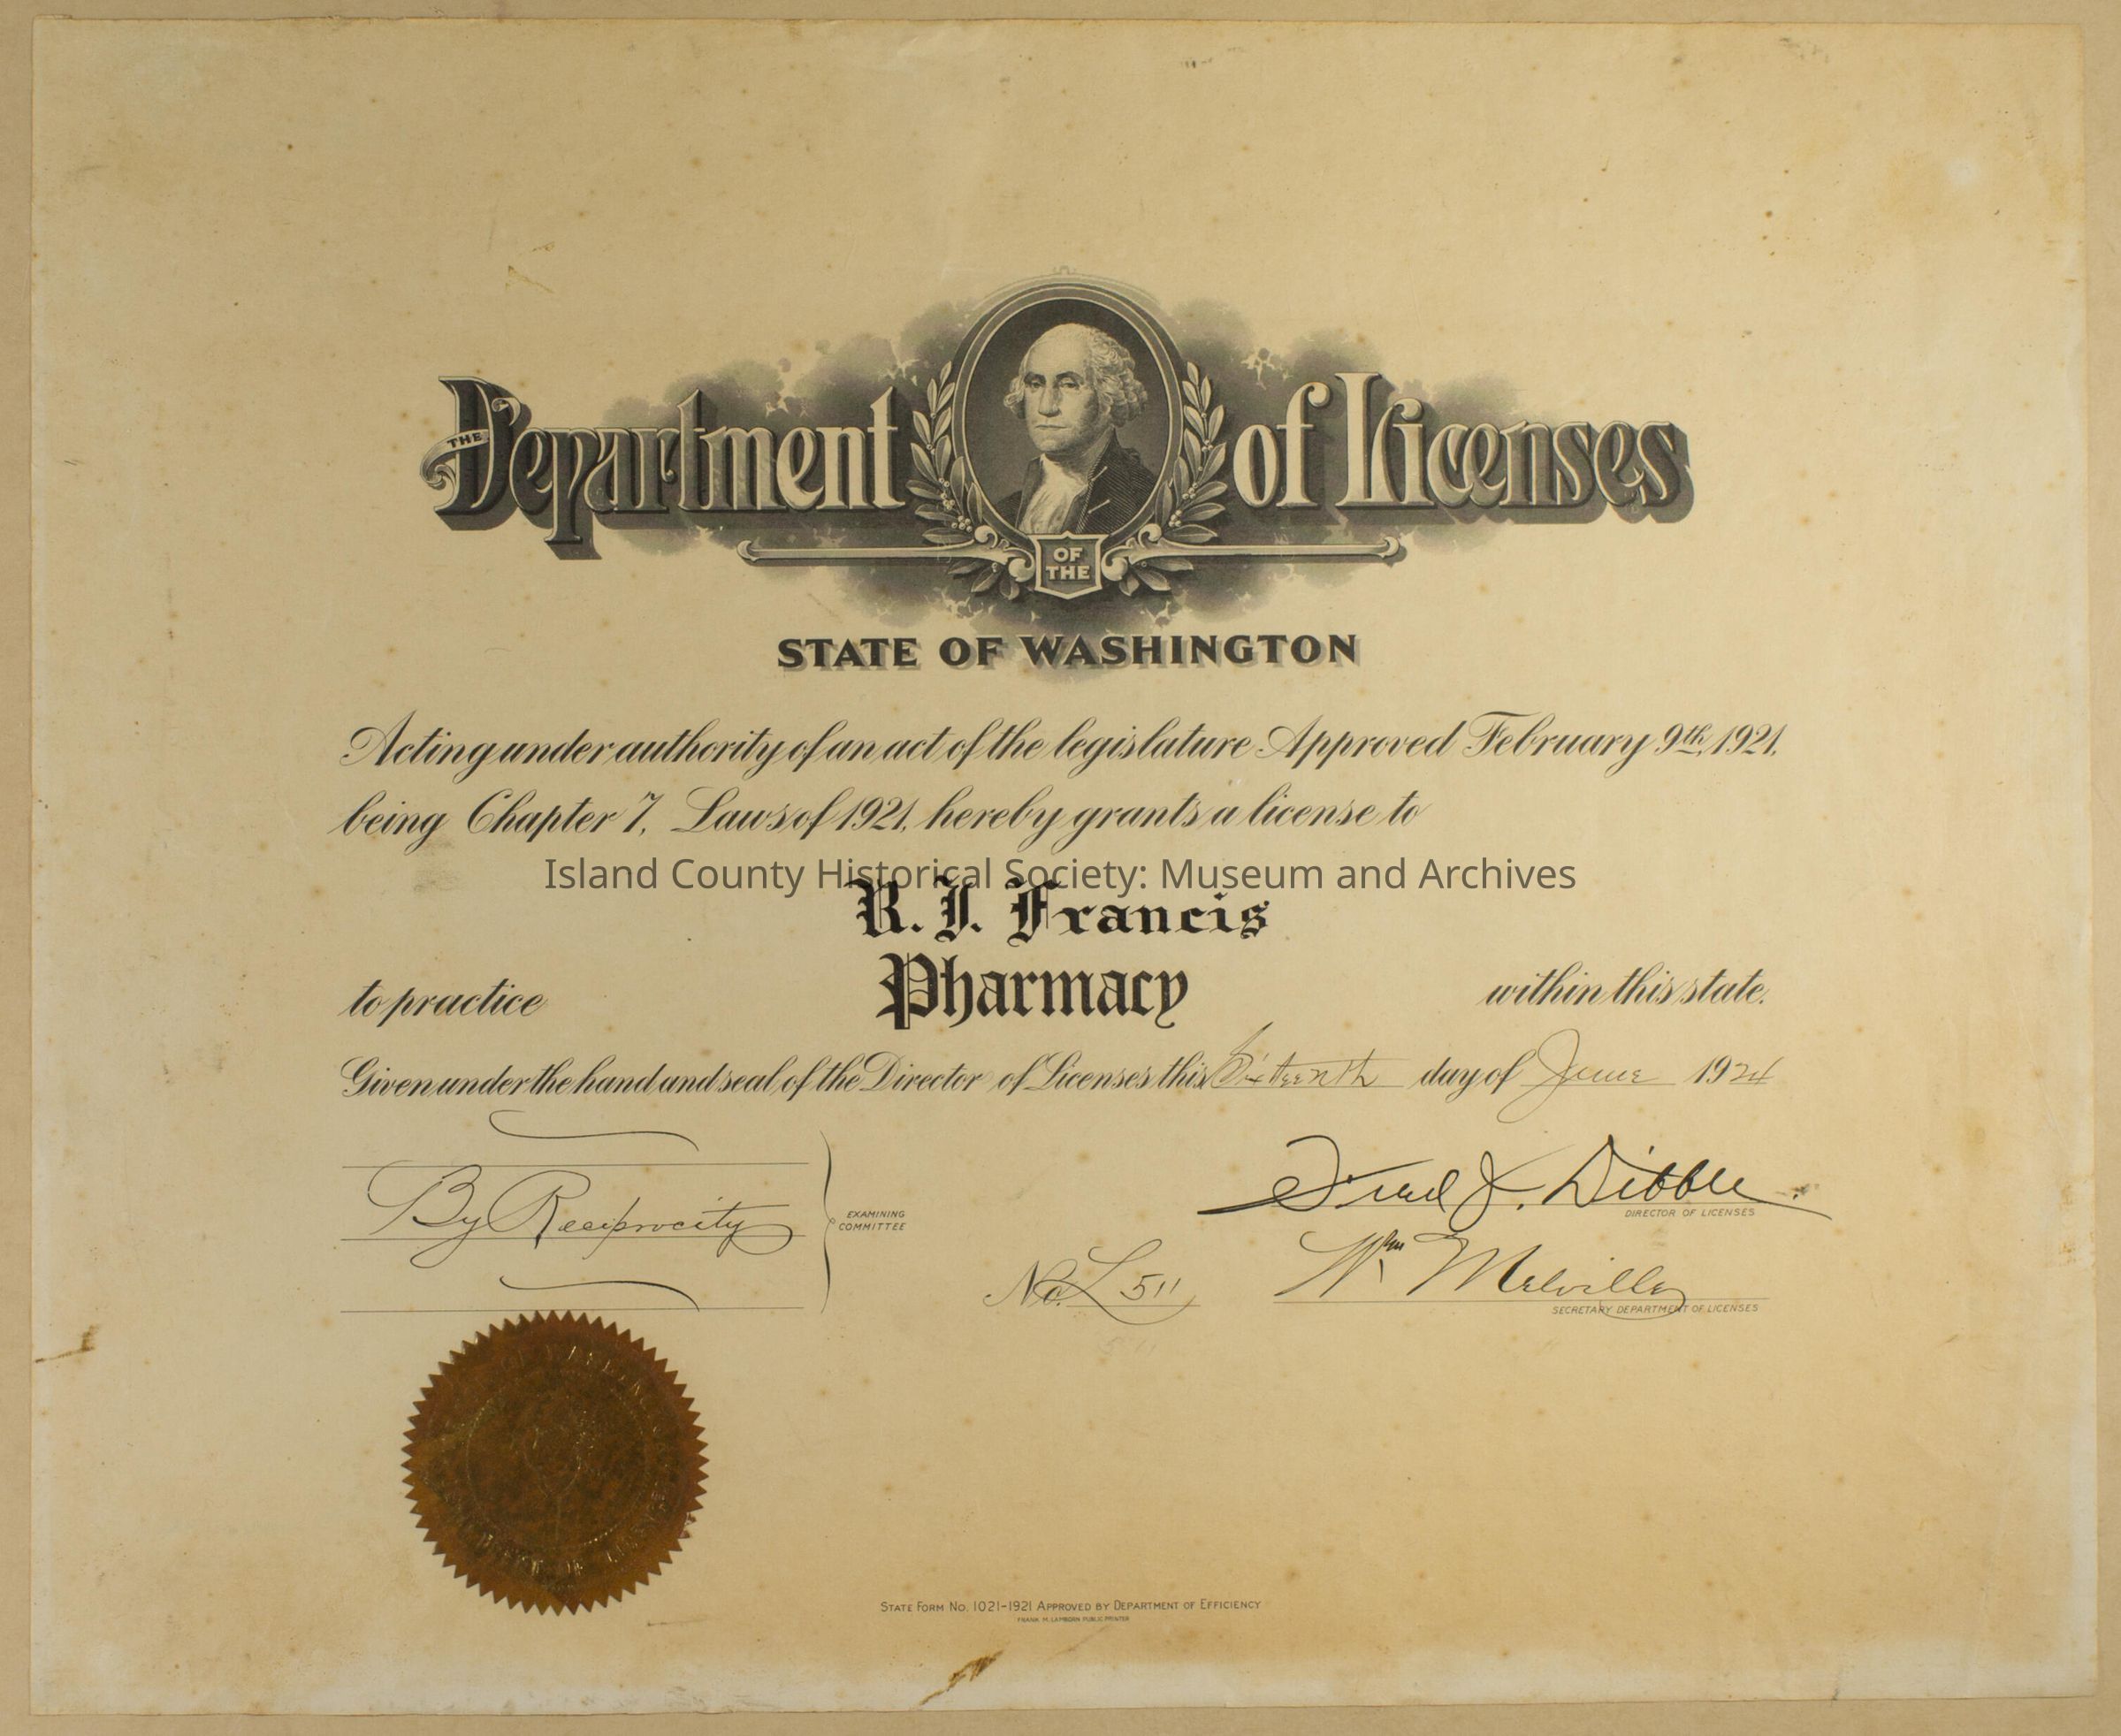 THE Department of Licenses
OF
THE
STATE OF WASHINGTON
Acting under authority of an act of the legislature Approved February 9th, 1921,
being Chapter 7, Laws of 1921, hereby grants a license to
Island County Historical Society: Museum and Archives
R. J. Francis
to practice Pharmacy within this state.
Given under the hand and seal of the Director of Licenses this Sixteenth day of June 1924
Fred J. Dibble.
DIRECTOR OF LICENSES
By Reciprocity
EXAMINING
COMMITTEE
No. L 511
Wm Melville
SECRETARY DEPARTMENT OF LICENSES
STATE FORM NO. 1021-1921 APPROVED BY DEPARTMENT OF EFFICIENCY
FRANK M. LAMBORN PUBLIC PRINTER